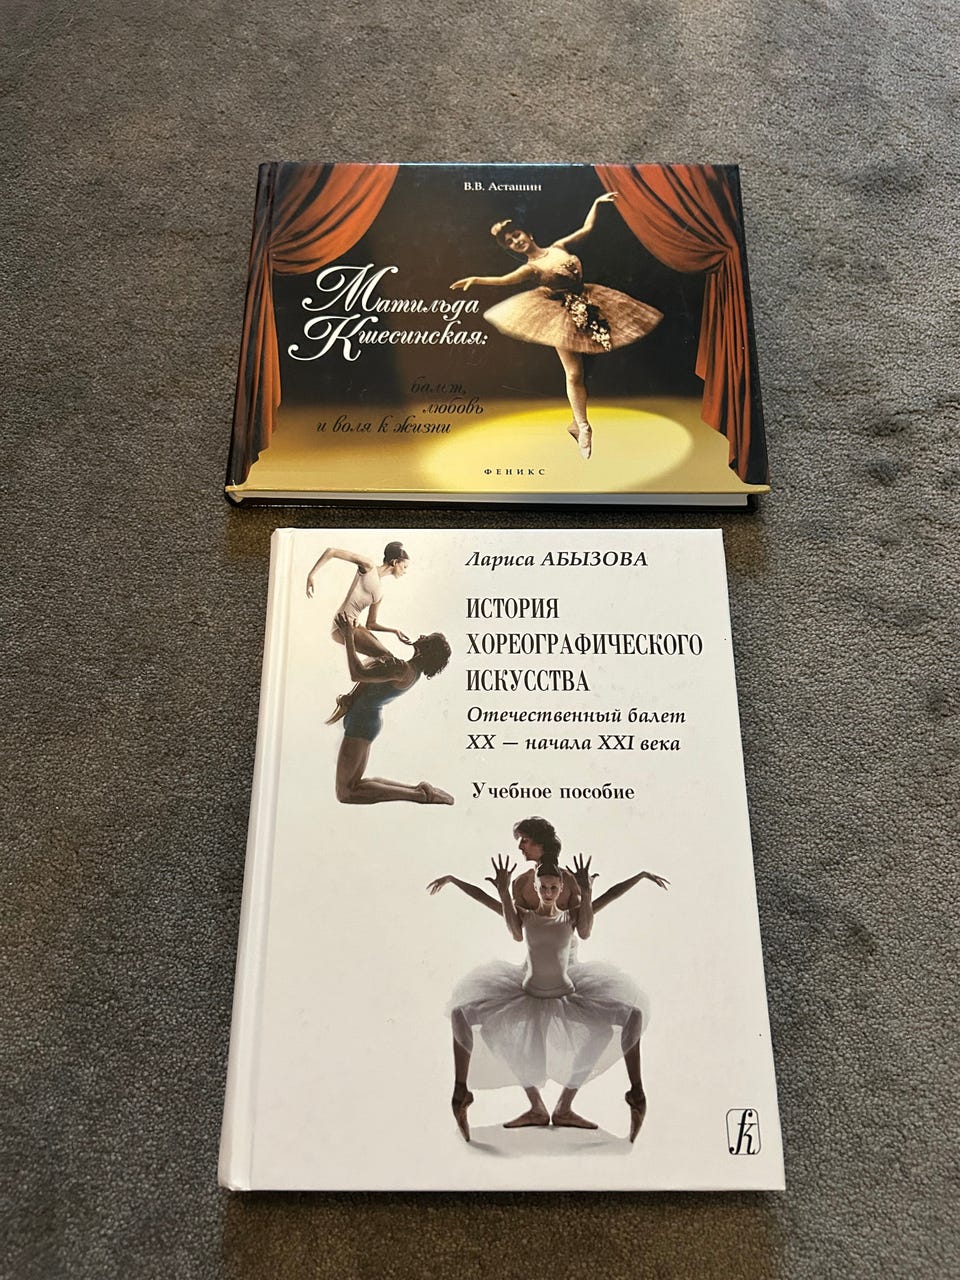 В.В. Асташин
Матильда
Кшесинская:
балет,
любовь
и воля к жизни
ФЕНИКС
Лариса АБЫЗОВА
ИСТОРИЯ
ХОРЕОГРАФИЧЕСКОГО
ИСКУССТВА
Отечественный балет
XX — начала XXI века
Учебное пособие
fk